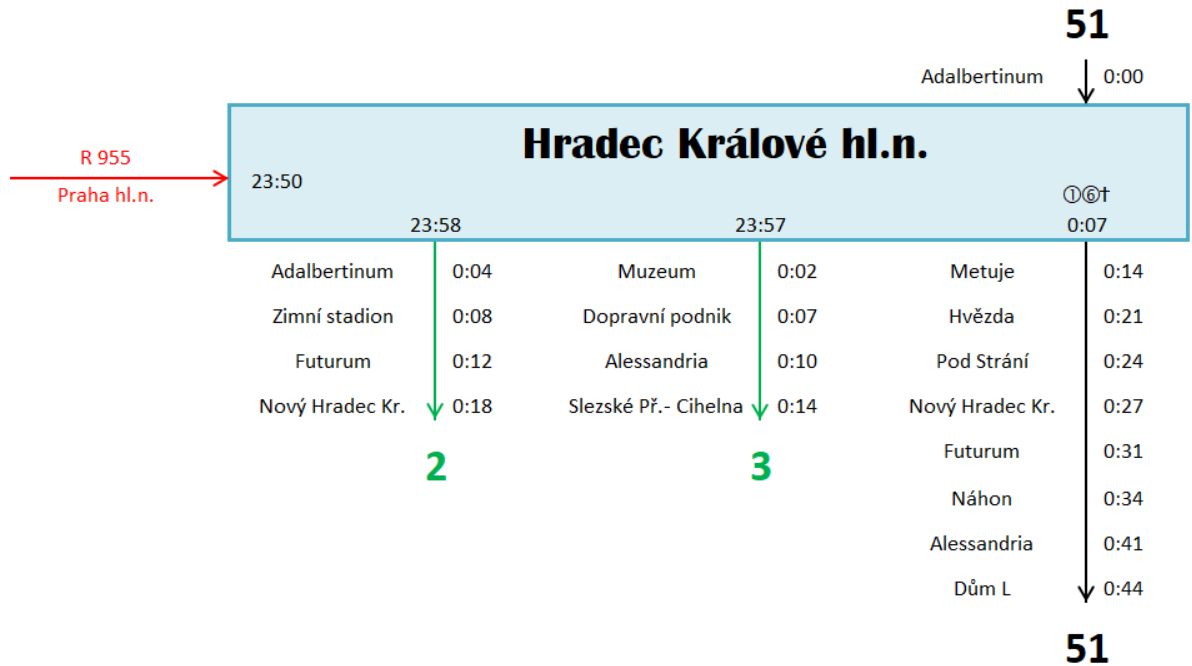 51
Adalbertinum 0:00
Hradec Králové hl.n.
R 955
Praha hl.n.
23:50
①⑥†
23:58 23:57 0:07
Adalbertinum 0:04 Muzeum 0:02 Metuje 0:14
Zimní stadion 0:08 Dopravní podnik 0:07 Hvězda 0:21
Futurum 0:12 Alessandria 0:10 Pod Strání 0:24
Nový Hradec Kr. 0:18 Slezské Př.- Cihelna 0:14 Nový Hradec Kr. 0:27
2 3 Futurum 0:31
Náhon 0:34
Alessandria 0:41
Dům L 0:44
51